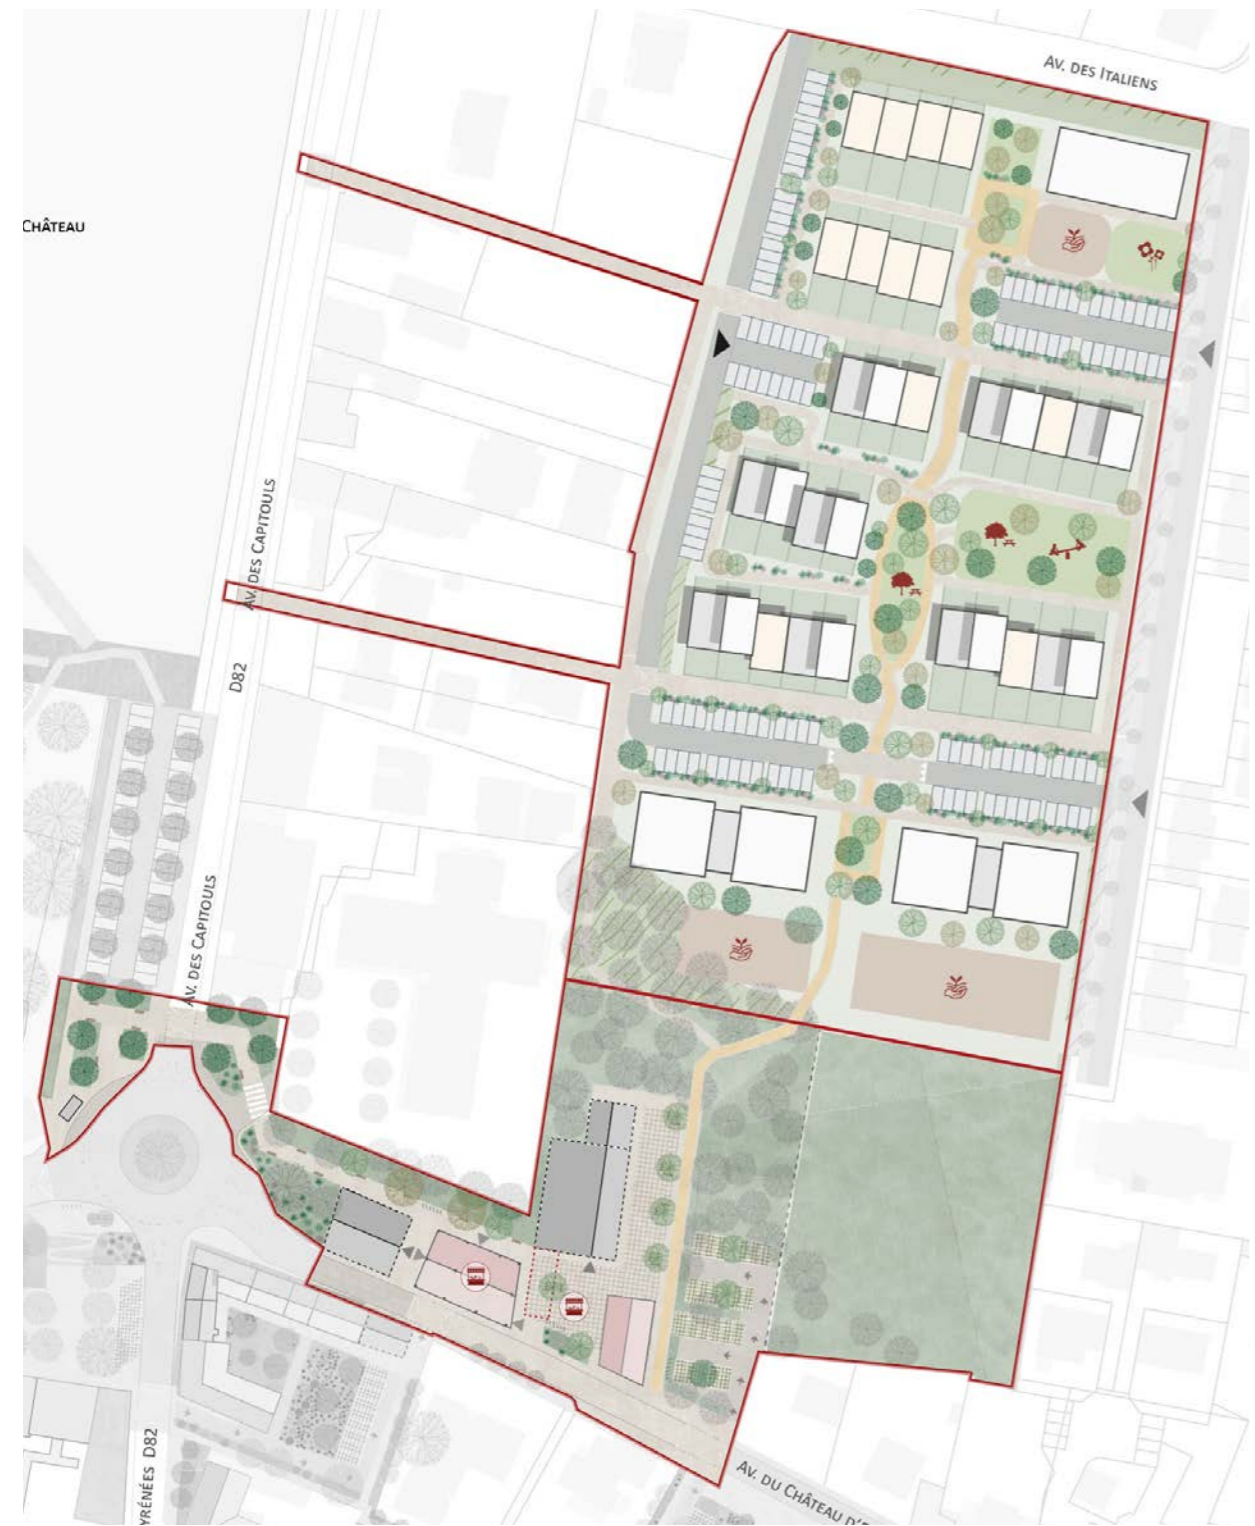 AV. DES ITALIENS
CHÂTEAU
AV. DES CAPITOULS
D82
AV. DES CAPITOULS
D82
AV. DU CHÂTEAU